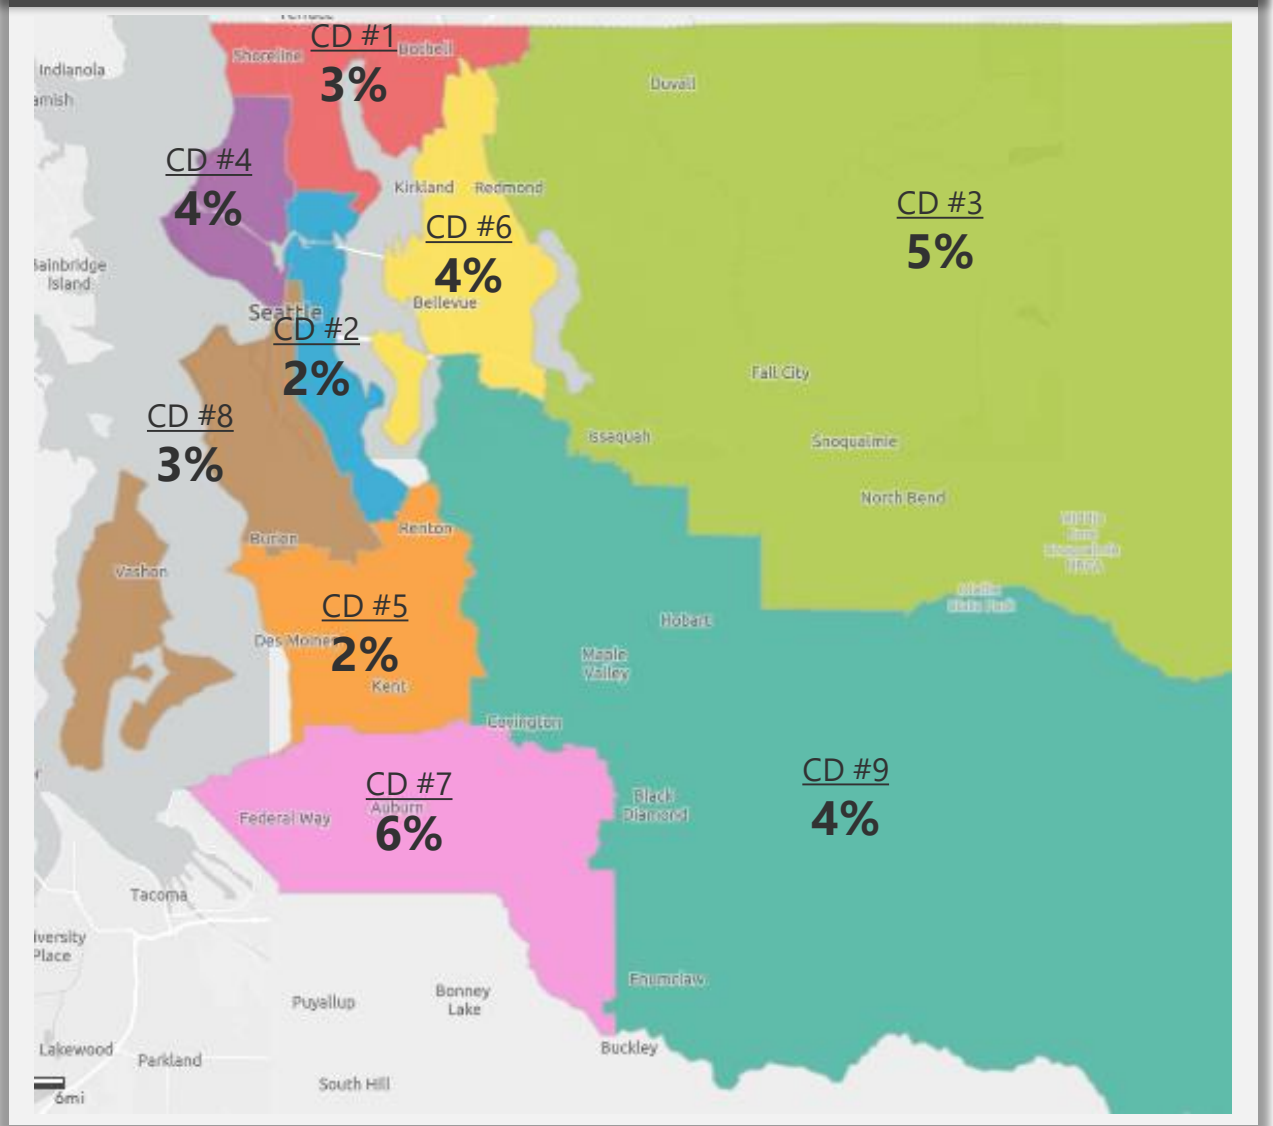 CD #1
Shoreline
Bothell
3%
Indianola
Duvall
amish
CD #4
4%
Kirkland
Redmond
CD #3
5%
CD #6
4%
Bainbridge
Island
Bellevue
Seattle
CD #2
2%
Fall City
CD #8
3%
Issaquah
Snoqualmie
North Bend
Renton
Burien
Vashon
CD #5
2%
Hobart
Des Moines
Maple
Valley
Kent
Covington
CD #7
6%
CD #9
4%
Auburn
Federal Way
Black
Diamond
Tacoma
iversity
Place
Enumclaw
Puyallup
Bonney
Lake
Lakewood
Parkland
Buckley
South Hill
6mi